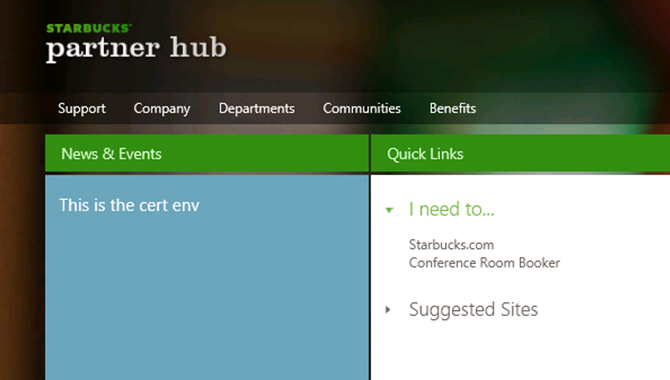 STARBUCKS
partner hub
Support Company Departments Communities Benefits
News & Events
Quick Links
This is the cert env
I need to...
Starbucks.com
Conference Room Booker
Suggested Sites